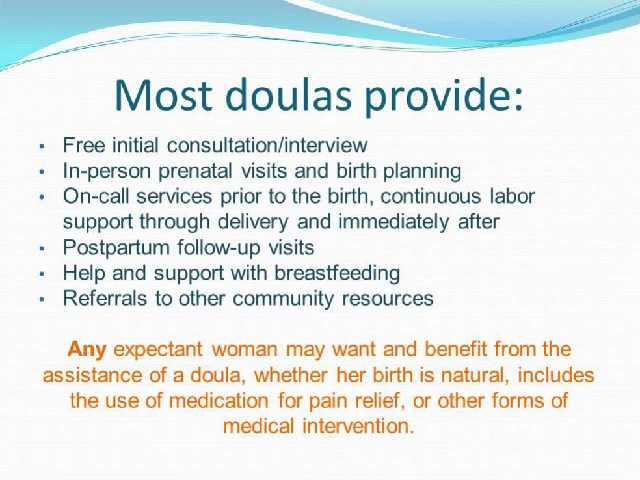 Most doulas provide:
• Free initial consultation/interview
• In-person prenatal visits and birth planning
• On-call services prior to the birth, continuous labor
support through delivery and immediately after
• Postpartum follow-up visits
• Help and support with breastfeeding
• Referrals to other community resources
Any expectant woman may want and benefit from the
assistance of a doula, whether her birth is natural, includes
the use of medication for pain relief, or other forms of
medical intervention.